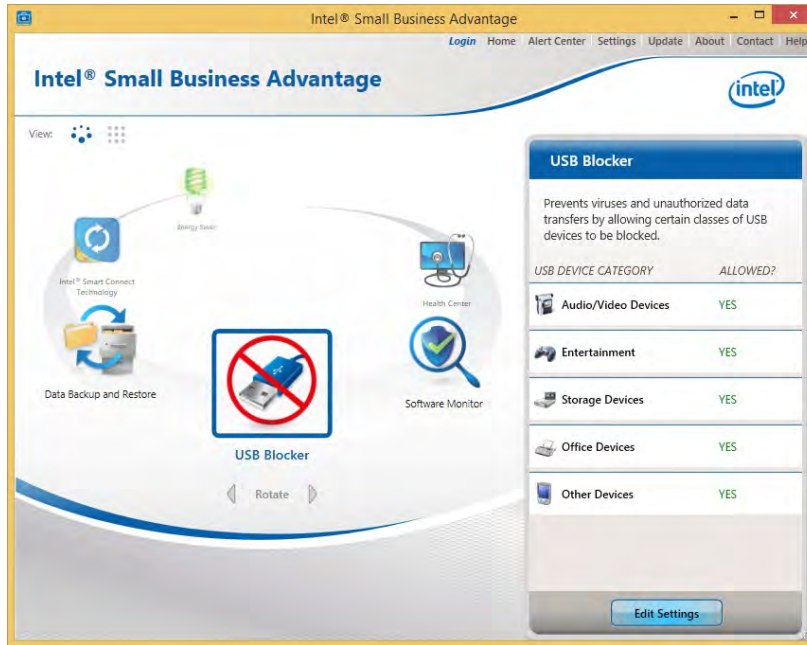 Intel® Small Business Advantage
Login Home Alert Center Settings Update About Contact Help
Intel® Small Business Advantage
intel
View:
Energy Saver
Intel® Smart Connect
Technology
Health Center
Data Backup and Restore
Software Monitor
USB Blocker
Rotate
USB Blocker
Prevents viruses and unauthorized data
transfers by allowing certain classes of USB
devices to be blocked.
USB DEVICE CATEGORY ALLOWED?
Audio/Video Devices YES
Entertainment YES
Storage Devices YES
Office Devices YES
Other Devices YES
Edit Settings